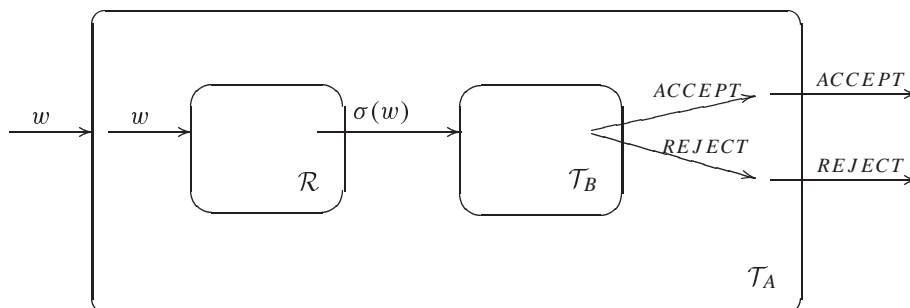 w
w
σ(w)
ACCEPT
REJECT
ACCEPT
REJECT
ℛ
𝒯_B
𝒯_A